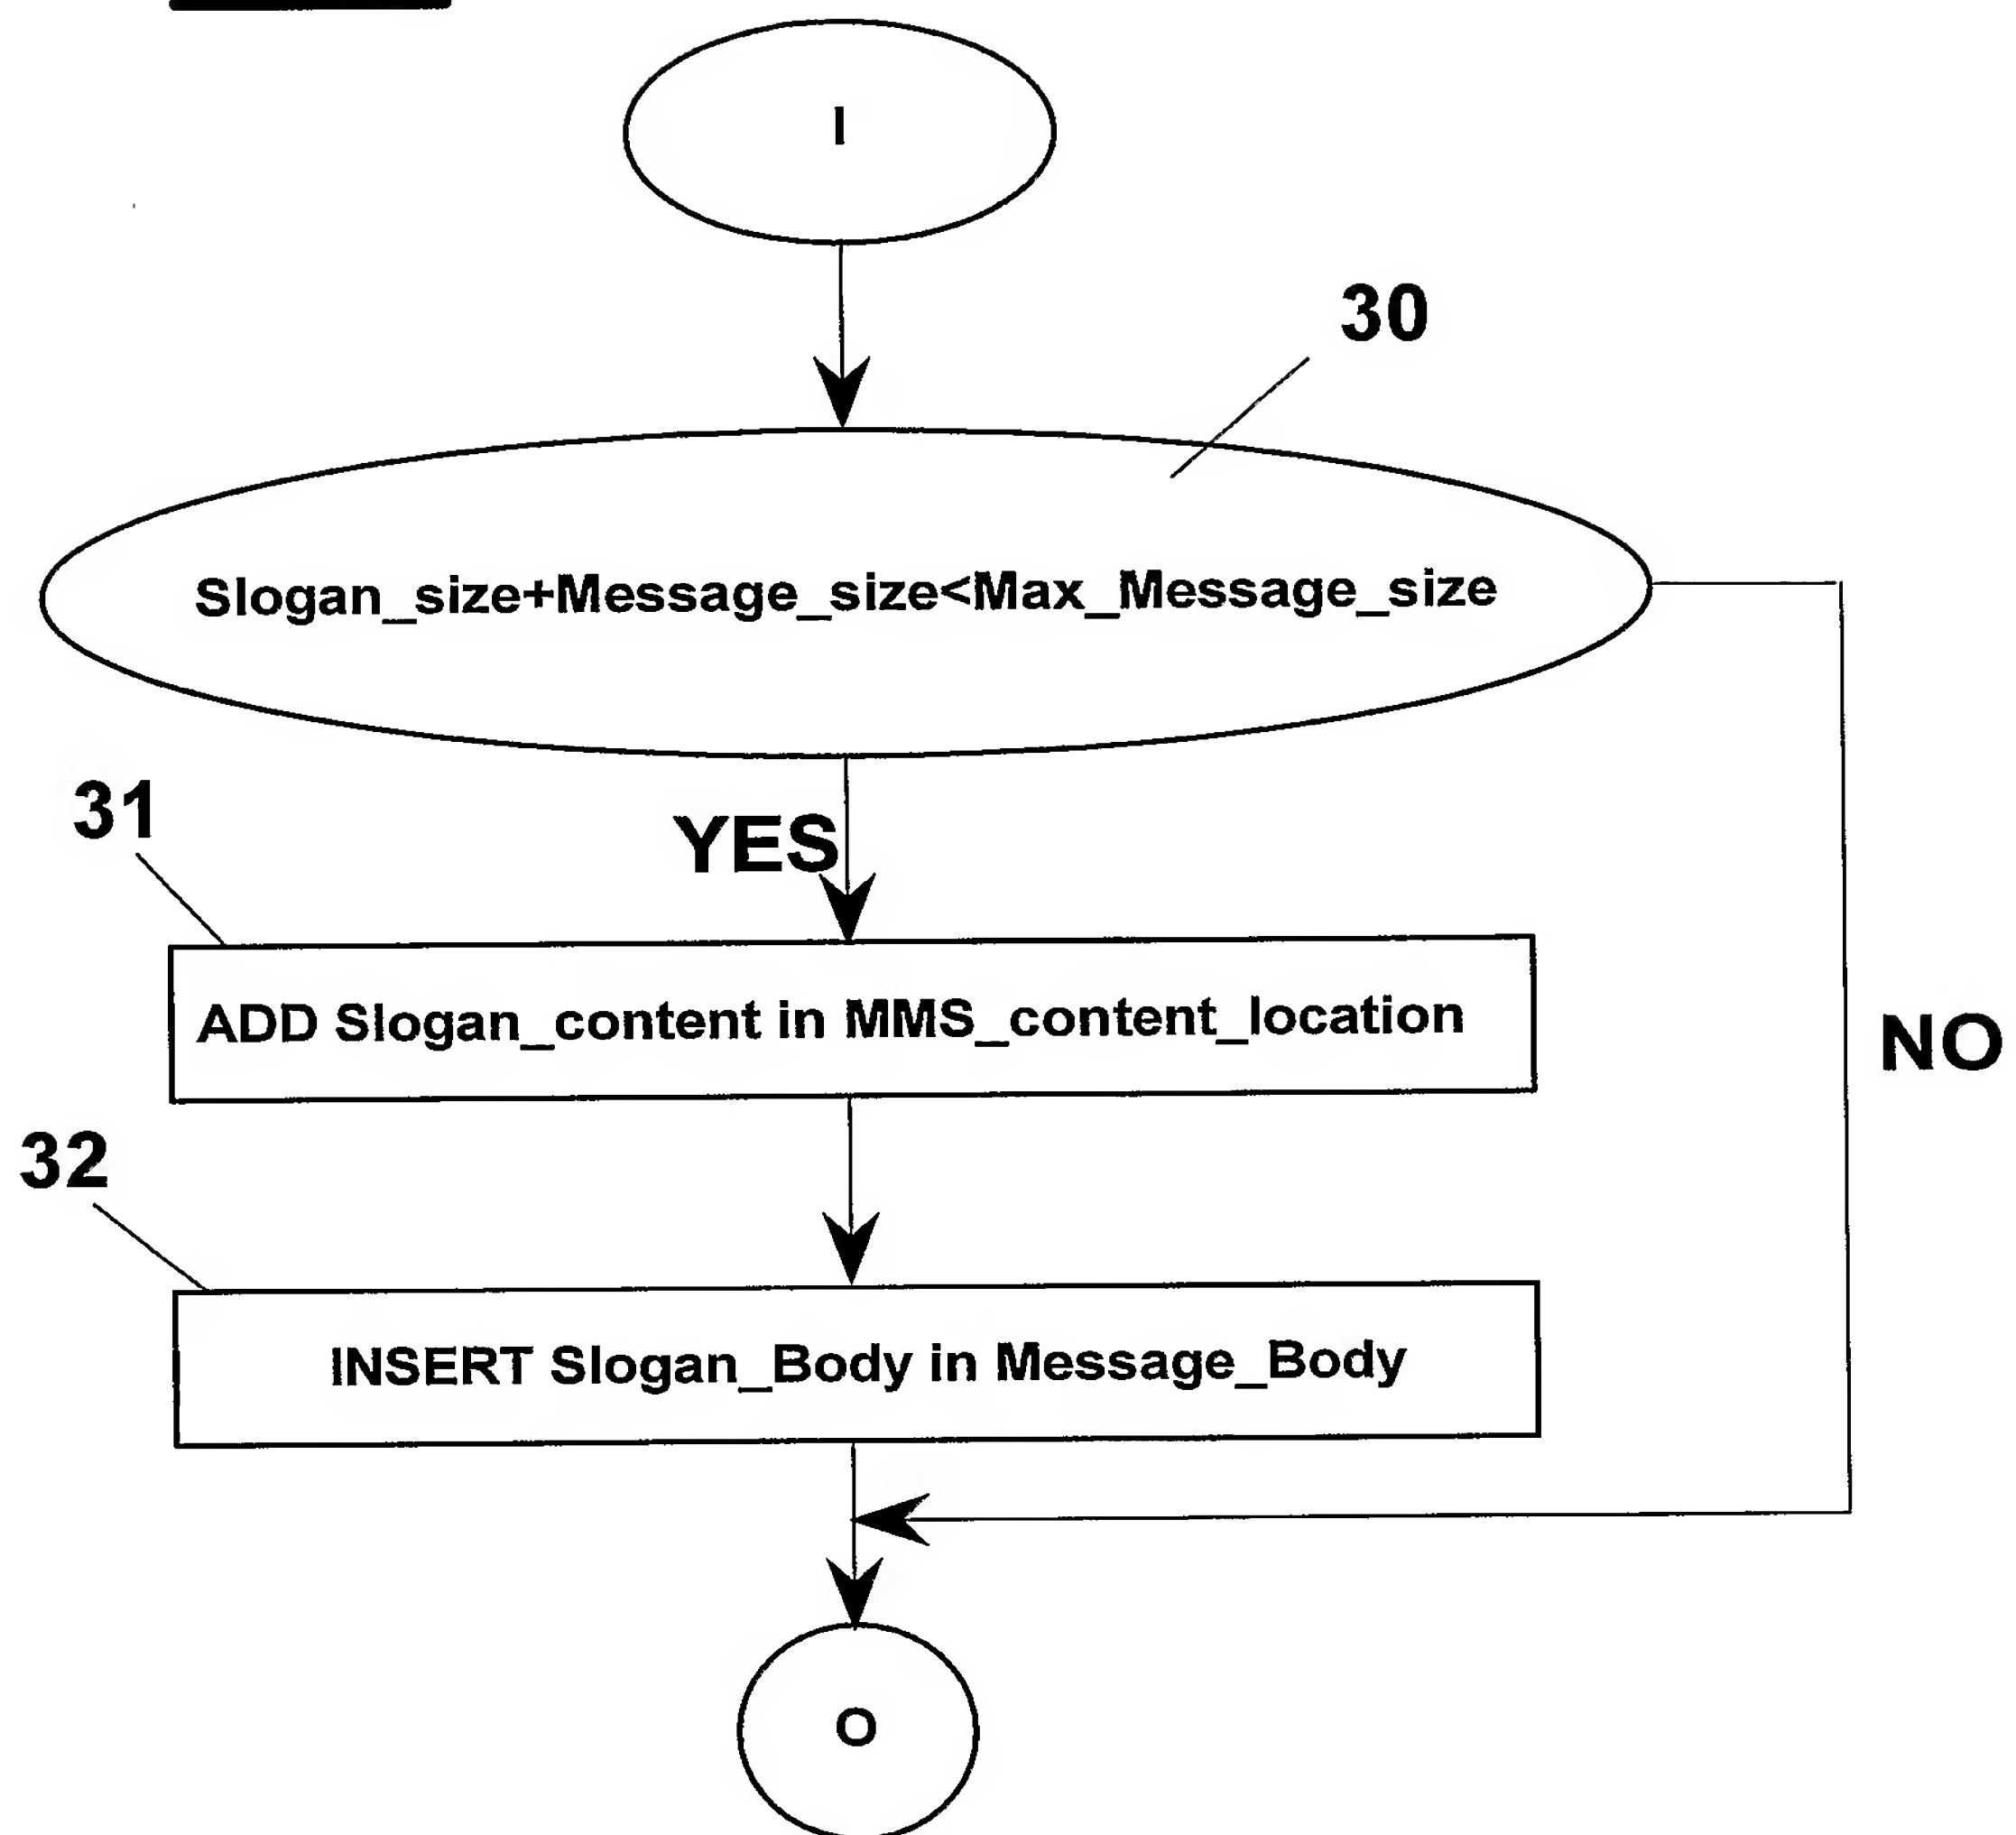 I
30
Slogan_size+Message_size<Max_Message_size
31
YES
ADD Slogan_content in MMS_content_location
NO
32
INSERT Slogan_Body in Message_Body
O